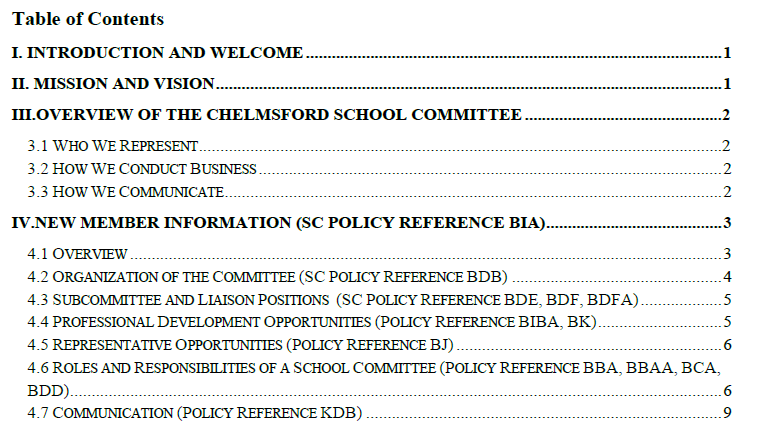 Table of Contents
I. INTRODUCTION AND WELCOME ........ 1
II. MISSION AND VISION ........ 1
III.OVERVIEW OF THE CHELMSFORD SCHOOL COMMITTEE ........ 2
3.1 WHO WE REPRESENT ........ 2
3.2 HOW WE CONDUCT BUSINESS ........ 2
3.3 HOW WE COMMUNICATE ........ 2
IV.NEW MEMBER INFORMATION (SC POLICY REFERENCE BIA) ........ 3
4.1 OVERVIEW ........ 3
4.2 ORGANIZATION OF THE COMMITTEE (SC POLICY REFERENCE BDB) ........ 4
4.3 SUBCOMMITTEE AND LIAISON POSITIONS (SC POLICY REFERENCE BDE, BDF, BDFA) ........ 5
4.4 PROFESSIONAL DEVELOPMENT OPPORTUNITIES (POLICY REFERENCE BIBA, BK) ........ 5
4.5 REPRESENTATIVE OPPORTUNITIES (POLICY REFERENCE BJ) ........ 6
4.6 ROLES AND RESPONSIBILITIES OF A SCHOOL COMMITTEE (POLICY REFERENCE BBA, BBAA, BCA,
BDD) ........ 6
4.7 COMMUNICATION (POLICY REFERENCE KDB) ........ 9